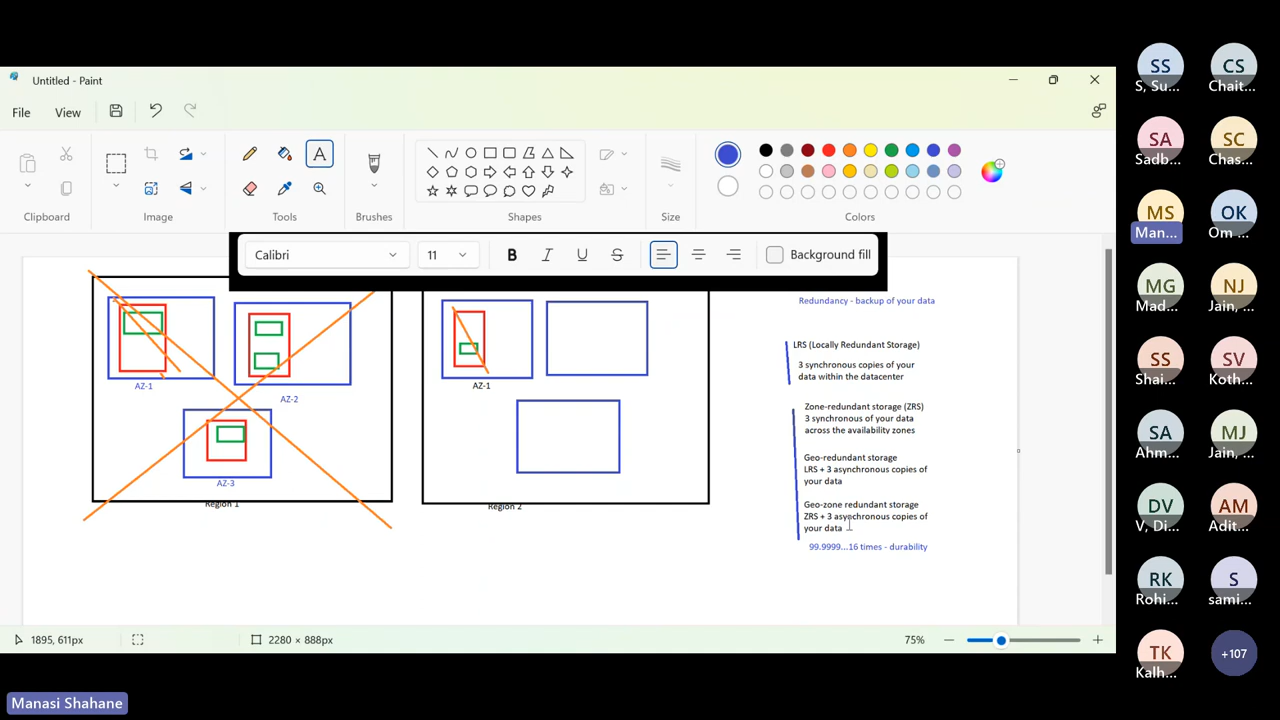 Untitled - Paint
File View
Clipboard
Image
Tools
Brushes
Shapes
Size
Colors
Calibri
11
B I U S
Background fill
AZ-1
AZ-2
AZ-3
Region 1
AZ-1
Region 2
Redundancy - backup of your data
LRS (Locally Redundant Storage)
3 synchronous copies of your
data within the datacenter
Zone-redundant storage (ZRS)
3 synchronous of your data
across the availability zones
Geo-redundant storage
LRS + 3 asynchronous copies of
your data
Geo-zone redundant storage
ZRS + 3 asynchronous copies of
your data
99.9999...16 times - durability
1895, 611px
2280 × 888px
75%
SS CS
S, Su... Chait...
SA SC
Sadb... Chas...
MS OK
Man... Om ...
MG NJ
Mad... Jain, ...
SS SV
Shai... Koth...
SA MJ
Ahm... Jain, ...
DV AM
V, Di... Adit...
RK S
Rohi... sami...
TK +107
Kalh...
Manasi Shahane